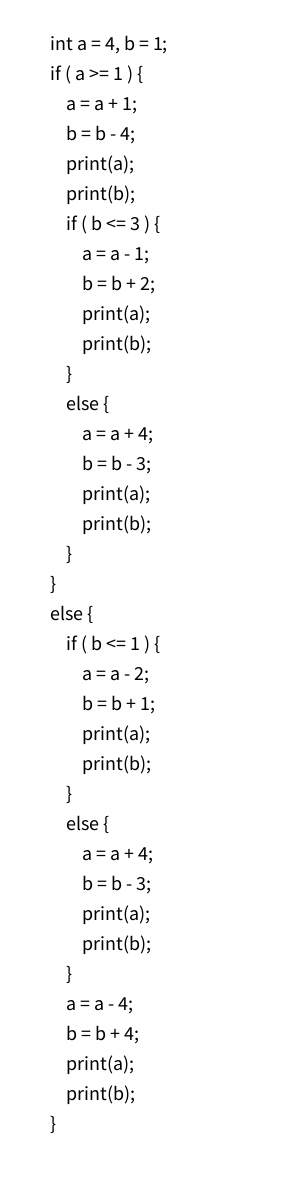 int a = 4, b = 1;
if ( a >= 1 ) {
a = a + 1;
b = b - 4;
print(a);
print(b);
if ( b <= 3 ) {
a = a - 1;
b = b + 2;
print(a);
print(b);
}
else {
a = a + 4;
b = b - 3;
print(a);
print(b);
}
}
else {
if ( b <= 1 ) {
a = a - 2;
b = b + 1;
print(a);
print(b);
}
else {
a = a + 4;
b = b - 3;
print(a);
print(b);
}
a = a - 4;
b = b + 4;
print(a);
print(b);
}